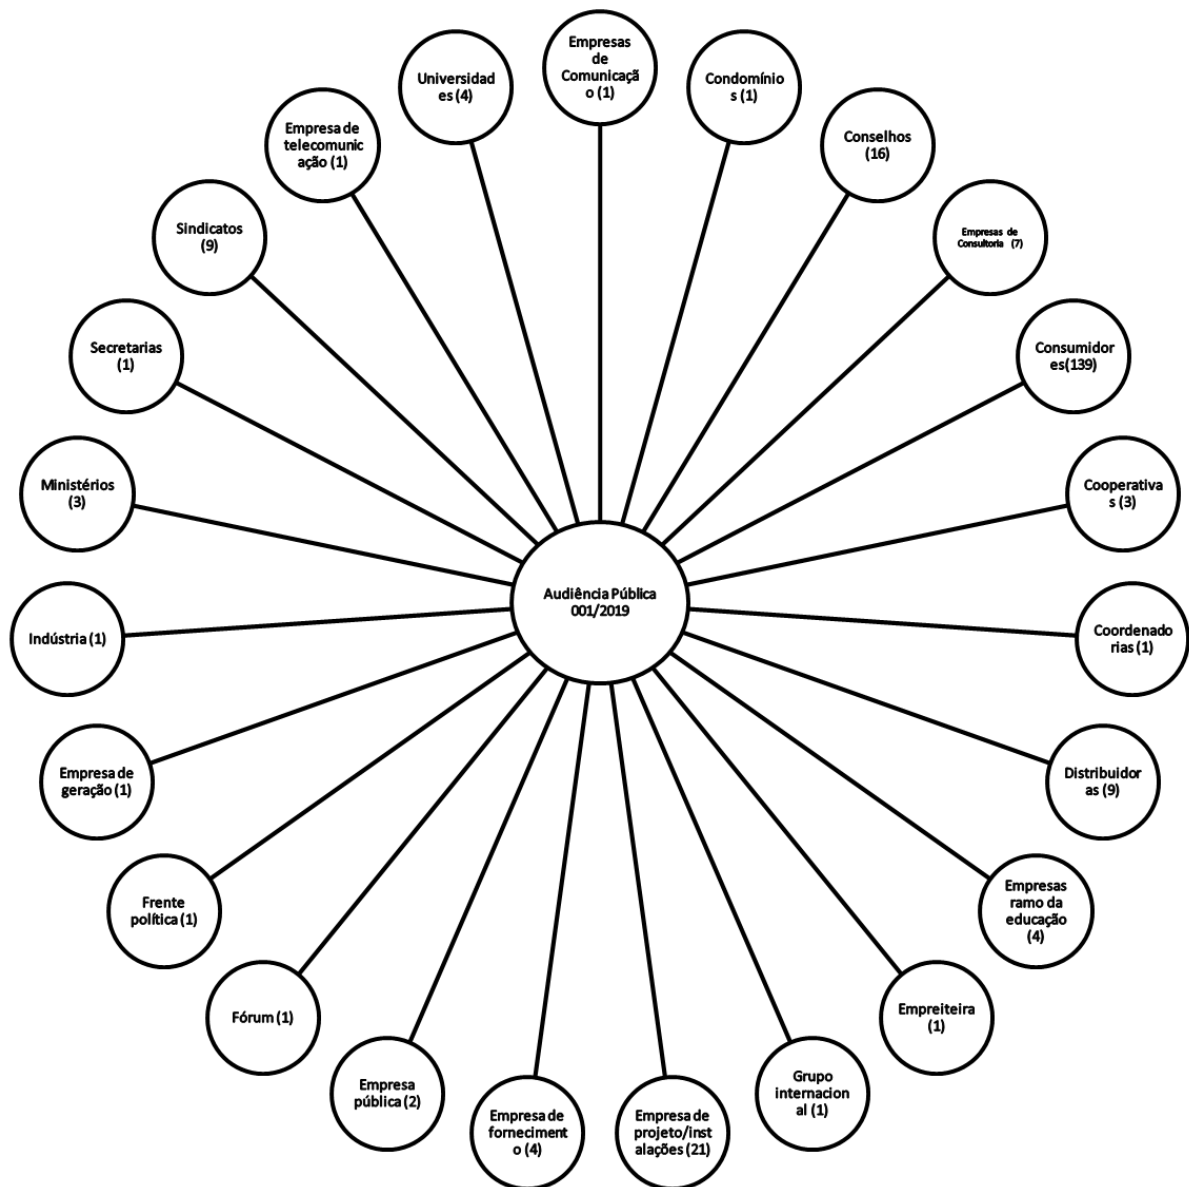 Empresas
de
Comunicaçã
o (1)
Condomínio
s (1)
Conselhos
(16)
Empresas de
Consultoria (7)
Consumidor
es(139)
Cooperativa
s (3)
Coordenado
rias (1)
Distribuidor
as (9)
Empresas
ramo da
educação
(4)
Empreiteira
(1)
Grupo
internacion
al (1)
Empresa de
projeto/inst
alações (21)
Empresa de
foneciment
o (4)
Empresa
pública (2)
Fórum (1)
Frente
política (1)
Empresa de
geração (1)
Indústria (1)
Ministérios
(3)
Secretarias
(1)
Sindicatos
(9)
Empresa de
telecomunic
ação (1)
Universidad
es (4)
Audiência Pública
001/2019